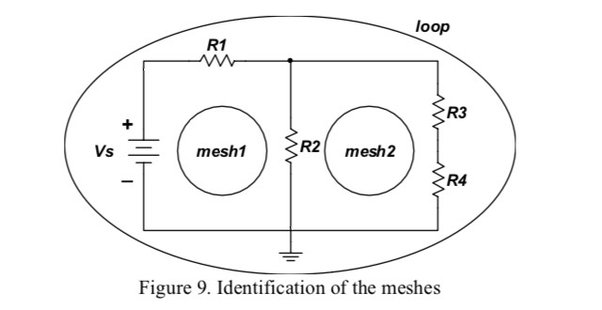 loop
R1
+
R3
Vs
mesh1
R2
mesh2
–
R4
Figure 9. Identification of the meshes